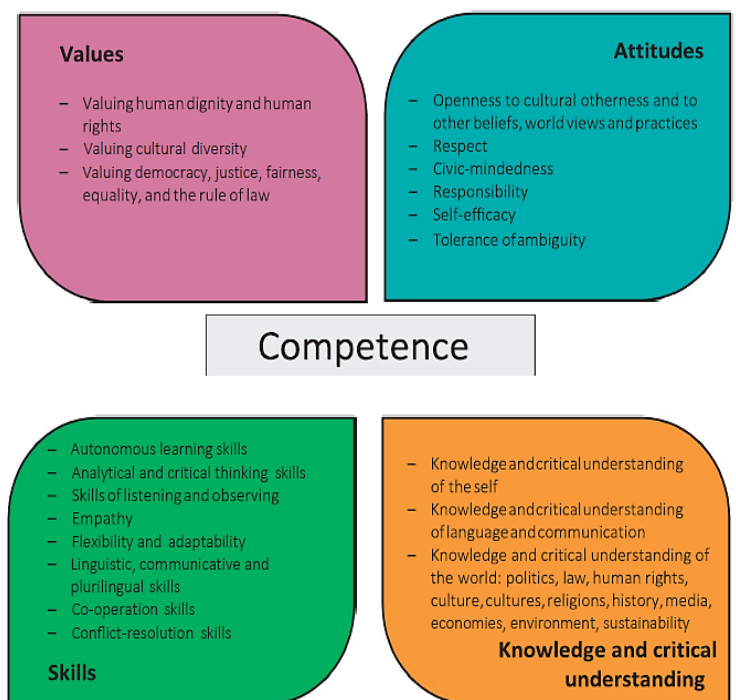 Values
– Valuing human dignity and human
rights
– Valuing cultural diversity
– Valuing democracy, justice, fairness,
equality, and the rule of law
Attitudes
– Openness to cultural otherness and to
other beliefs, world views and practices
– Respect
– Civic-mindedness
– Responsibility
– Self-efficacy
– Tolerance of ambiguity
Competence
– Autonomous learning skills
– Analytical and critical thinking skills
– Skills of listening and observing
– Empathy
– Flexibility and adaptability
– Linguistic, communicative and
plurilingual skills
– Co-operation skills
– Conflict-resolution skills
Skills
– Knowledge and critical understanding
of the self
– Knowledge and critical understanding
of language and communication
– Knowledge and critical understanding of
the world: politics, law, human rights,
culture, cultures, religions, history, media,
economies, environment, sustainability
Knowledge and critical
understanding